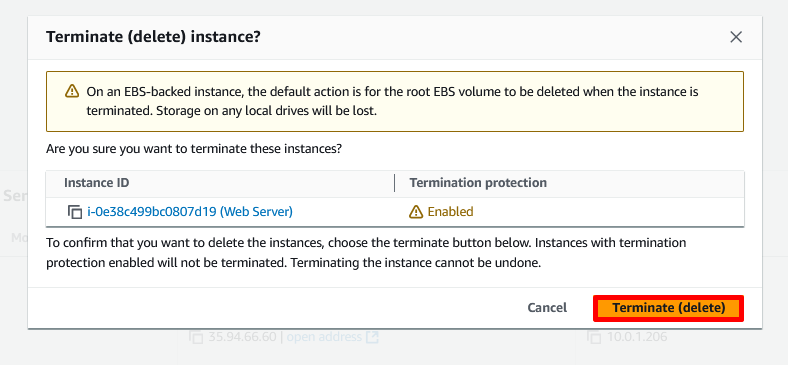 Terminate (delete) instance?
On an EBS-backed instance, the default action is for the root EBS volume to be deleted when the instance is
terminated. Storage on any local drives will be lost.
Are you sure you want to terminate these instances?
Instance ID
Termination protection
Ser
i-0e38c499bc0807d19 (Web Server)
Enabled
Mo
To confirm that you want to delete the instances, choose the terminate button below. Instances with termination
protection enabled will not be terminated. Terminating the instance cannot be undone.
Cancel
Terminate (delete)
35.94.66.60 | open address
10.0.1.206